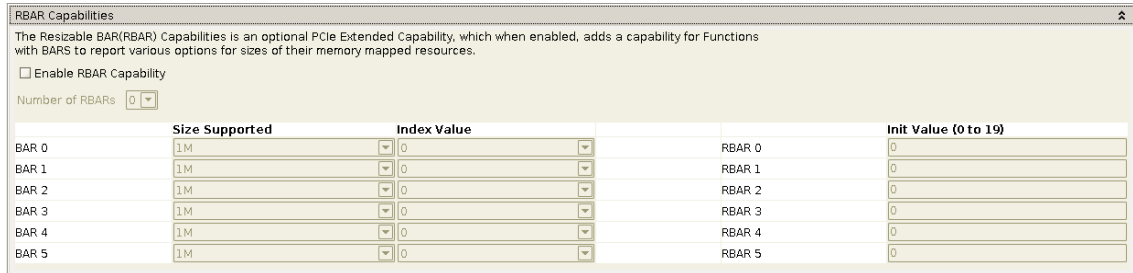 RBAR Capabilities
The Resizable BAR(RBAR) Capabilities is an optional PCIe Extended Capability, which when enabled, adds a capability for Functions
with BARS to report various options for sizes of their memory mapped resources.
Enable RBAR Capability
Number of RBARs 0
Size Supported Index Value Init Value (0 to 19)
BAR 0 1M 0 RBAR 0 0
BAR 1 1M 0 RBAR 1 0
BAR 2 1M 0 RBAR 2 0
BAR 3 1M 0 RBAR 3 0
BAR 4 1M 0 RBAR 4 0
BAR 5 1M 0 RBAR 5 0